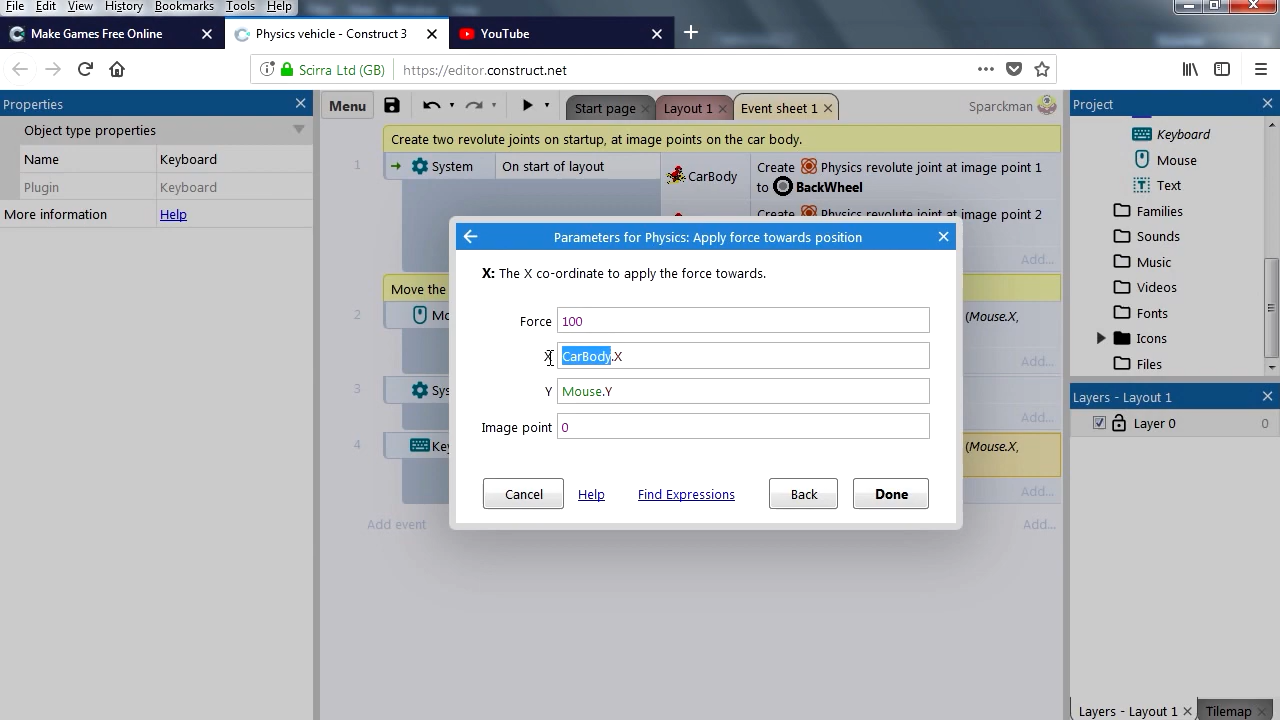 File Edit View History Bookmarks Tools Help
Make Games Free Online
Physics vehicle - Construct 3
YouTube
Scirra Ltd (GB)
https://editor.construct.net
Properties
Object type properties
Name Keyboard
Plugin Keyboard
More information Help
Menu
Start page
Layout 1
Event sheet 1
Sparckman
Create two revolute joints on startup, at image points on the car body.
1
System
On start of layout
CarBody
Create Physics revolute joint at image point 1
to BackWheel
Create Physics revolute joint at image point 2
Add...
Move the
2
Mo
(Mouse.X,
Add...
3
Sys
Add...
4
Key
(Mouse.X,
Add...
Add event
Add...
Parameters for Physics: Apply force towards position
X: The X co-ordinate to apply the force towards.
Force 100
X CarBody.X
Y Mouse.Y
Image point 0
Cancel
Help
Find Expressions
Back
Done
Project
Keyboard
Mouse
Text
Families
Sounds
Music
Videos
Fonts
Icons
Files
Layers - Layout 1
Layer 0 0
Layers - Layout 1
Tilemap